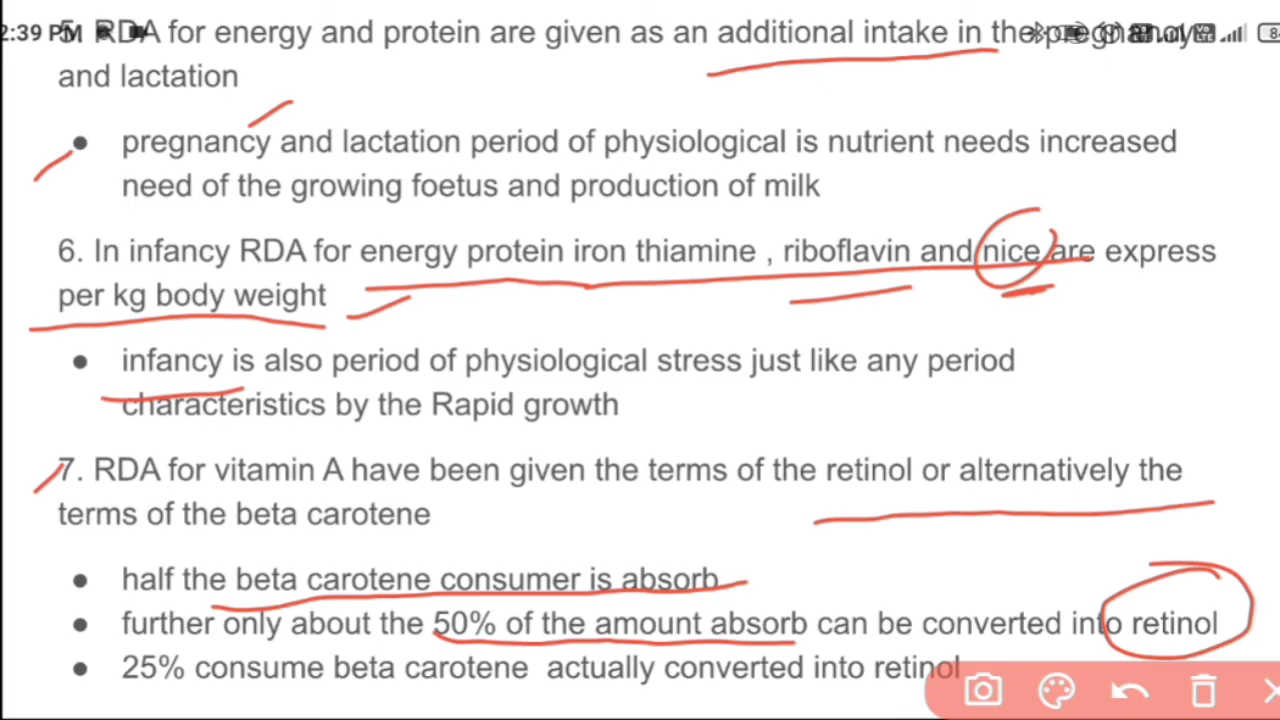 2:39 PM
5. RDA for energy and protein are given as an additional intake in the pregnancy
and lactation
● pregnancy and lactation period of physiological is nutrient needs increased
need of the growing foetus and production of milk
6. In infancy RDA for energy protein iron thiamine , riboflavin and nice are express
per kg body weight
● infancy is also period of physiological stress just like any period
characteristics by the Rapid growth
7. RDA for vitamin A have been given the terms of the retinol or alternatively the
terms of the beta carotene
● half the beta carotene consumer is absorb
● further only about the 50% of the amount absorb can be converted into retinol
● 25% consume beta carotene actually converted into retinol